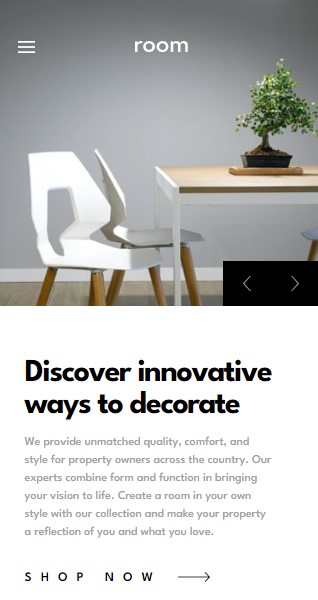 room
Discover innovative
ways to decorate
We provide unmatched quality, comfort, and
style for property owners across the country. Our
experts combine form and function in bringing
your vision to life. Create a room in your own
style with our collection and make your property
a reflection of you and what you love.
SHOP NOW